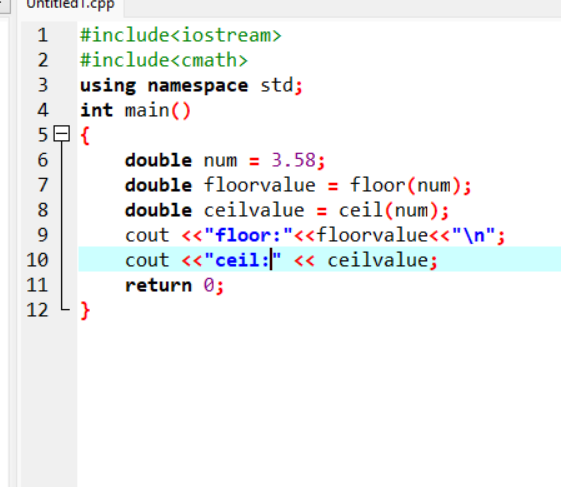 Untitled1.cpp
1 #include<iostream>
2 #include<cmath>
3 using namespace std;
4 int main()
5 {
6 double num = 3.58;
7 double floorvalue = floor(num);
8 double ceilvalue = ceil(num);
9 cout <<"floor:"<<floorvalue<<"\n";
10 cout <<"ceil:" << ceilvalue;
11 return 0;
12 }